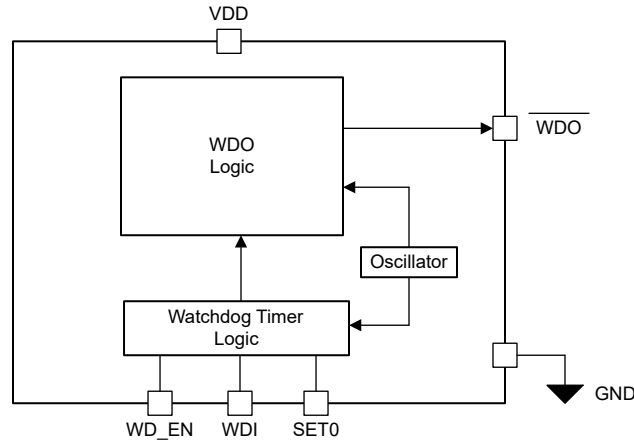 VDD
WDO
WDO
Logic
Oscillator
Watchdog Timer
Logic
GND
WD_EN WDI SET0